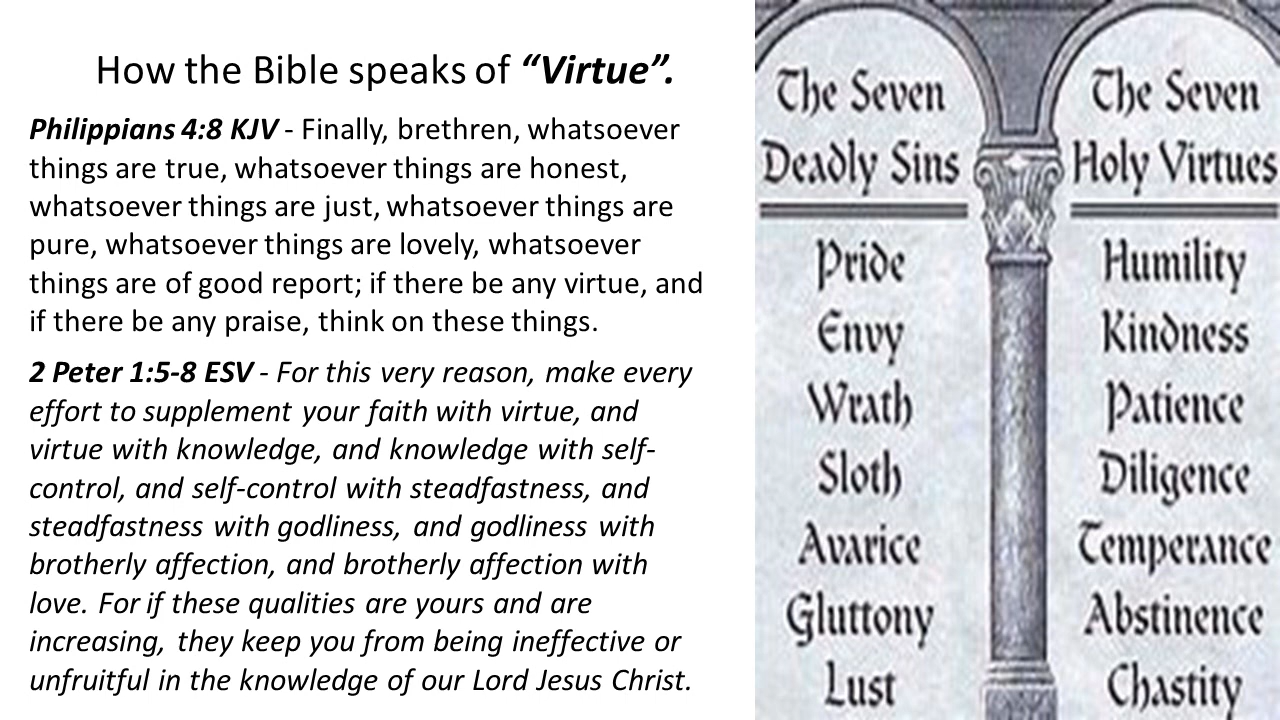 How the Bible speaks of “Virtue”.
Philippians 4:8 KJV - Finally, brethren, whatsoever
things are true, whatsoever things are honest,
whatsoever things are just, whatsoever things are
pure, whatsoever things are lovely, whatsoever
things are of good report; if there be any virtue, and
if there be any praise, think on these things.
2 Peter 1:5-8 ESV - For this very reason, make every
effort to supplement your faith with virtue, and
virtue with knowledge, and knowledge with self-
control, and self-control with steadfastness, and
steadfastness with godliness, and godliness with
brotherly affection, and brotherly affection with
love. For if these qualities are yours and are
increasing, they keep you from being ineffective or
unfruitful in the knowledge of our Lord Jesus Christ.
The Seven
Deadly Sins
Pride
Envy
Wrath
Sloth
Avarice
Gluttony
Lust
The Seven
Holy Virtues
Humility
Kindness
Patience
Diligence
Temperance
Abstinence
Chastity